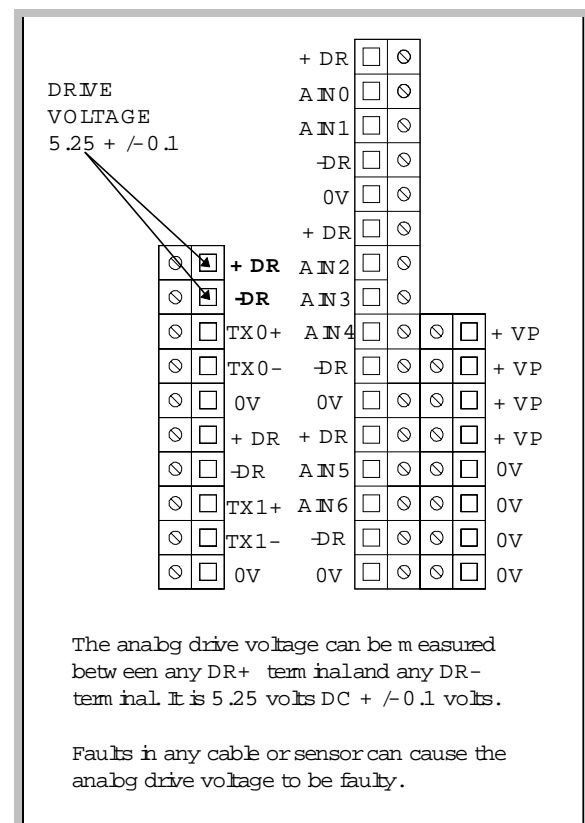 DRIVE
VOLTAGE
5.25 +/-0.1
+DR
AIN0
AIN1
-DR
0V
+DR
AIN2
AIN3
AIN4
-DR
0V
+DR
AIN5
AIN6
-DR
0V
+DR
-DR
TX0+
TX0-
0V
+DR
-DR
TX1+
TX1-
0V
+VP
+VP
+VP
+VP
0V
0V
0V
0V
The analog drive voltage can be measured
between any DR+ terminal and any DR-
terminal. It is 5.25 volts DC +/-0.1 volts.
Faults in any cable or sensor can cause the
analog drive voltage to be faulty.